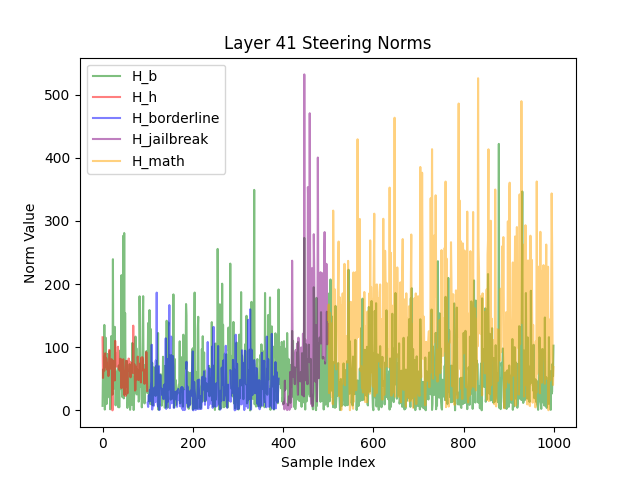 Layer 41 Steering Norms
H_b
H_h
H_borderline
H_jailbreak
H_math
Norm Value
500
400
300
200
100
0
0
200
400
600
800
1000
Sample Index